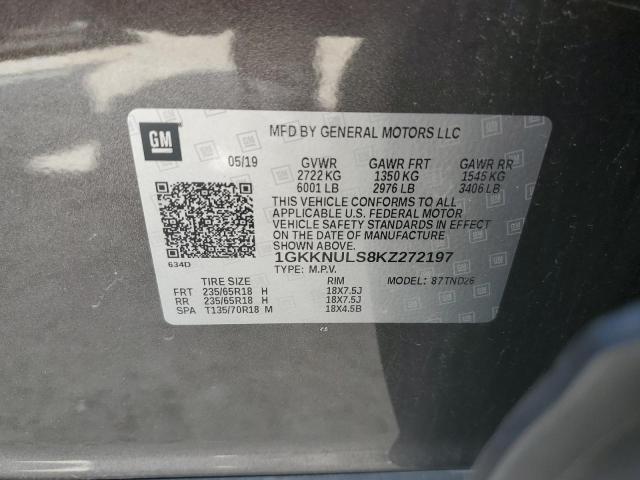 GM
MFD BY GENERAL MOTORS LLC
05/19 GVWR GAWR FRT GAWR RR
2722 KG 1350 KG 1545 KG
6001 LB 2976 LB 3406 LB
THIS VEHICLE CONFORMS TO ALL
APPLICABLE U.S. FEDERAL MOTOR
VEHICLE SAFETY STANDARDS IN EFFECT
ON THE DATE OF MANUFACTURE
SHOWN ABOVE.
1GKKNULS8KZ272197
634D
TYPE: M.P.V. MODEL: 87TND26
TIRE SIZE RIM
FRT 235/65R18 H 18X7.5J
RR 235/65R18 H 18X7.5J
SPA T135/70R18 M 18X4.5B